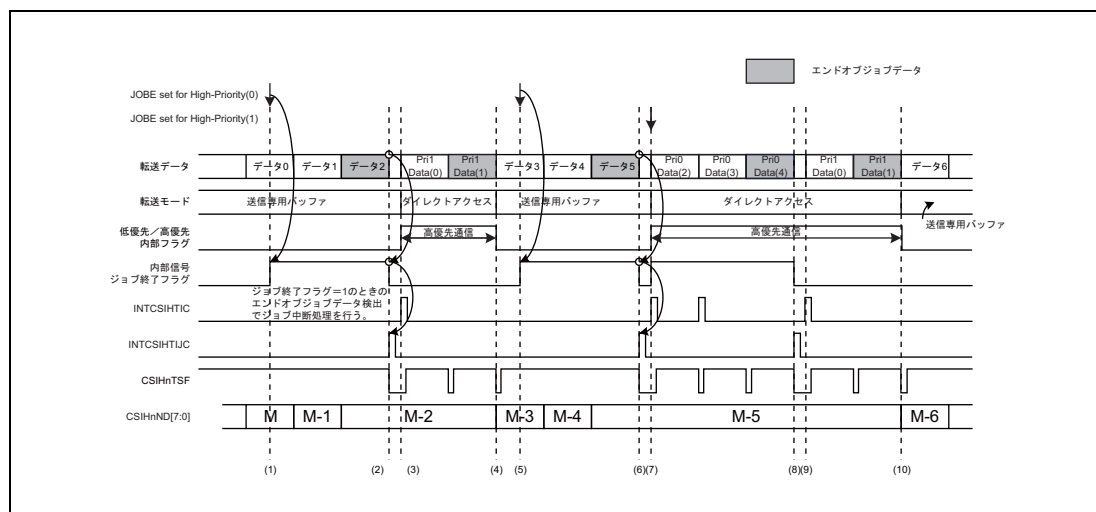 エンドオブジョブデータ
JOBE set for High-Priority(0)
JOBE set for High-Priority(1)
転送データ
データ0
データ1
データ2
Pri1
Data(0)
Pri1
Data(1)
データ3
データ4
データ5
Pri0
Data(2)
Pri0
Data(3)
Pri0
Data(4)
Pri1
Data(0)
Pri1
Data(1)
データ6
転送モード
送信専用バッファ
ダイレクトアクセス
送信専用バッファ
ダイレクトアクセス
送信専用バッファ
低優先/高優先
内部フラグ
高優先通信
高優先通信
内部信号
ジョブ終了フラグ
ジョブ終了フラグ=1のときの
エンドオブジョブデータ検出
でジョブ中断処理を行う。
INTCSIHTIC
INTCSIHTIJC
CSIHnTSF
CSIHnND[7:0]
M
M-1
M-2
M-3
M-4
M-5
M-6
(1)
(2)
(3)
(4)
(5)
(6)(7)
(8)(9)
(10)